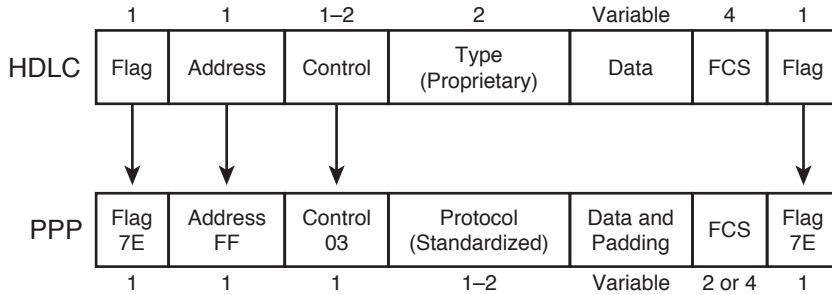 1 1 1–2 2 Variable 4 1
HDLC Flag Address Control Type (Proprietary) Data FCS Flag
PPP Flag 7E Address FF Control 03 Protocol (Standardized) Data and Padding FCS Flag 7E
1 1 1 1–2 Variable 2 or 4 1